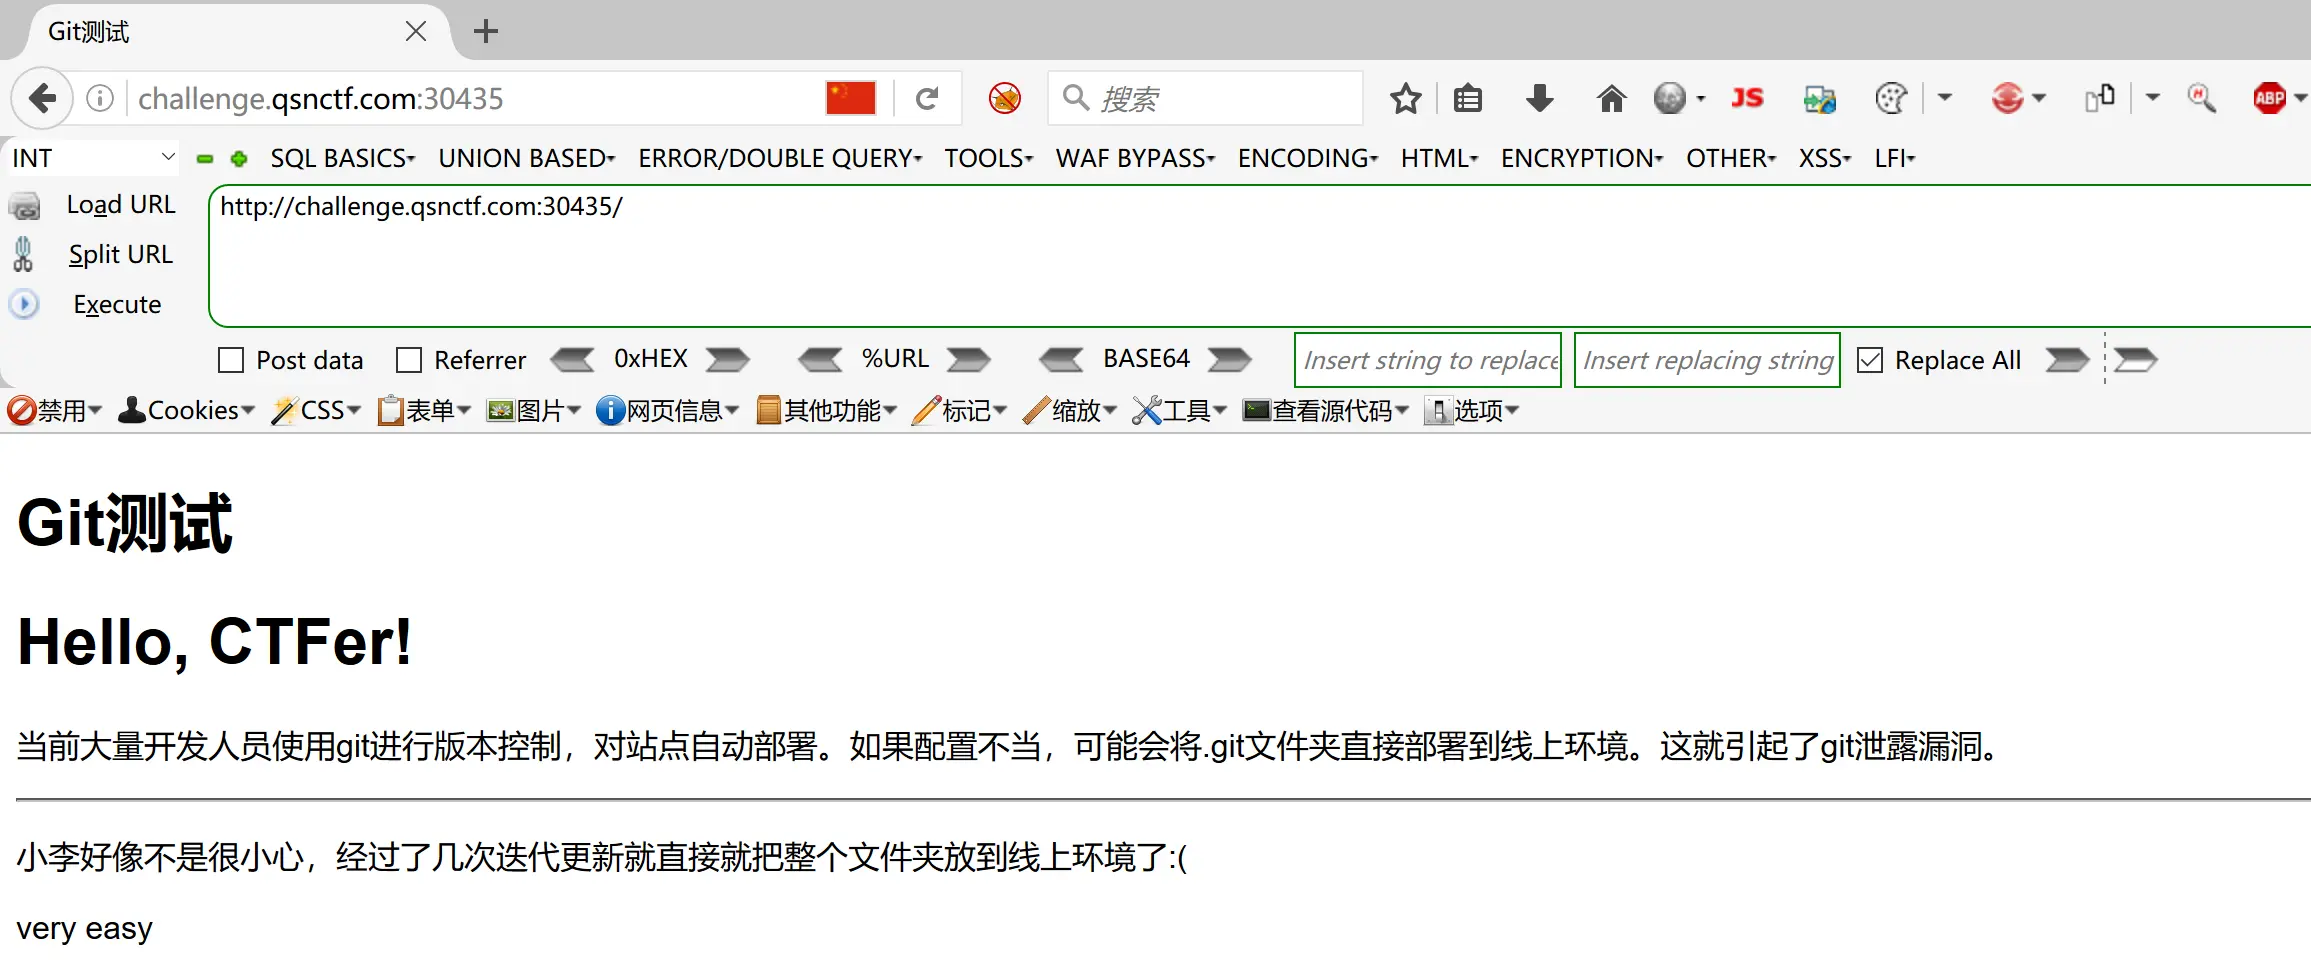 Git测试
challenge.qsnctf.com:30435
搜索
JS
ABP
INT
SQL BASICS
UNION BASED
ERROR/DOUBLE QUERY
TOOLS
WAF BYPASS
ENCODING
HTML
ENCRYPTION
OTHER
XSS
LFI
Load URL
http://challenge.qsnctf.com:30435/
Split URL
Execute
Post data
Referrer
0xHEX
%URL
BASE64
Insert string to replace
Insert replacing string
Replace All
禁用
Cookies
CSS
表单
图片
网页信息
其他功能
标记
缩放
工具
查看源代码
选项
Git测试
Hello, CTFer!
当前大量开发人员使用git进行版本控制，对站点自动部署。如果配置不当，可能会将.git文件夹直接部署到线上环境。这就引起了git泄露漏洞。
小李好像不是很小心，经过了几次迭代更新就直接就把整个文件夹放到线上环境了:(
very easy